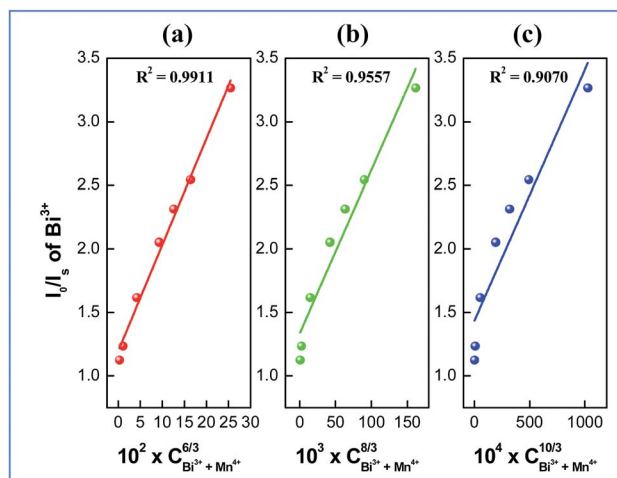 (a) (b) (c)
R² = 0.9911 R² = 0.9557 R² = 0.9070
3.5
3.0
2.5
2.0
1.5
1.0
I₀/Iₛ of Bi³⁺
0 5 10 15 20 25 30 0 50 100 150 0 500 1000
10² x C^{6/3}_{Bi³⁺ + Mn⁴⁺} 10³ x C^{8/3}_{Bi³⁺ + Mn⁴⁺} 10⁴ x C^{10/3}_{Bi³⁺ + Mn⁴⁺}